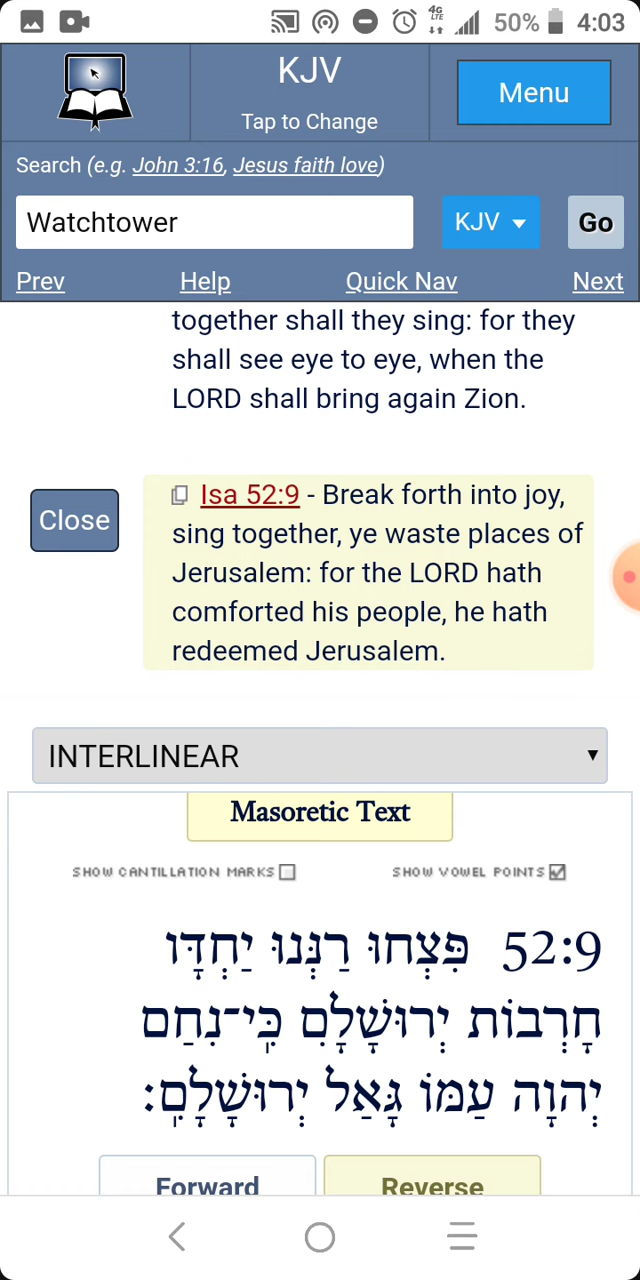 4G
LTE
50%
4:03
KJV
Tap to Change
Menu
Search (e.g. John 3:16, Jesus faith love)
Watchtower
KJV
Go
Prev
Help
Quick Nav
Next
together shall they sing: for they
shall see eye to eye, when the
LORD shall bring again Zion.
Close
Isa 52:9 - Break forth into joy,
sing together, ye waste places of
Jerusalem: for the LORD hath
comforted his people, he hath
redeemed Jerusalem.
INTERLINEAR
Masoretic Text
SHOW CANTILLATION MARKS
SHOW VOWEL POINTS
52:9 פִּצְחוּ רַנְּנוּ יַחְדָּו
חָרְבוֹת יְרוּשָׁלִָם כִּֽי־נִחַם
יְהוָה עַמּוֹ גָּאַל יְרוּשָׁלִָֽם׃
Forward
Reverse